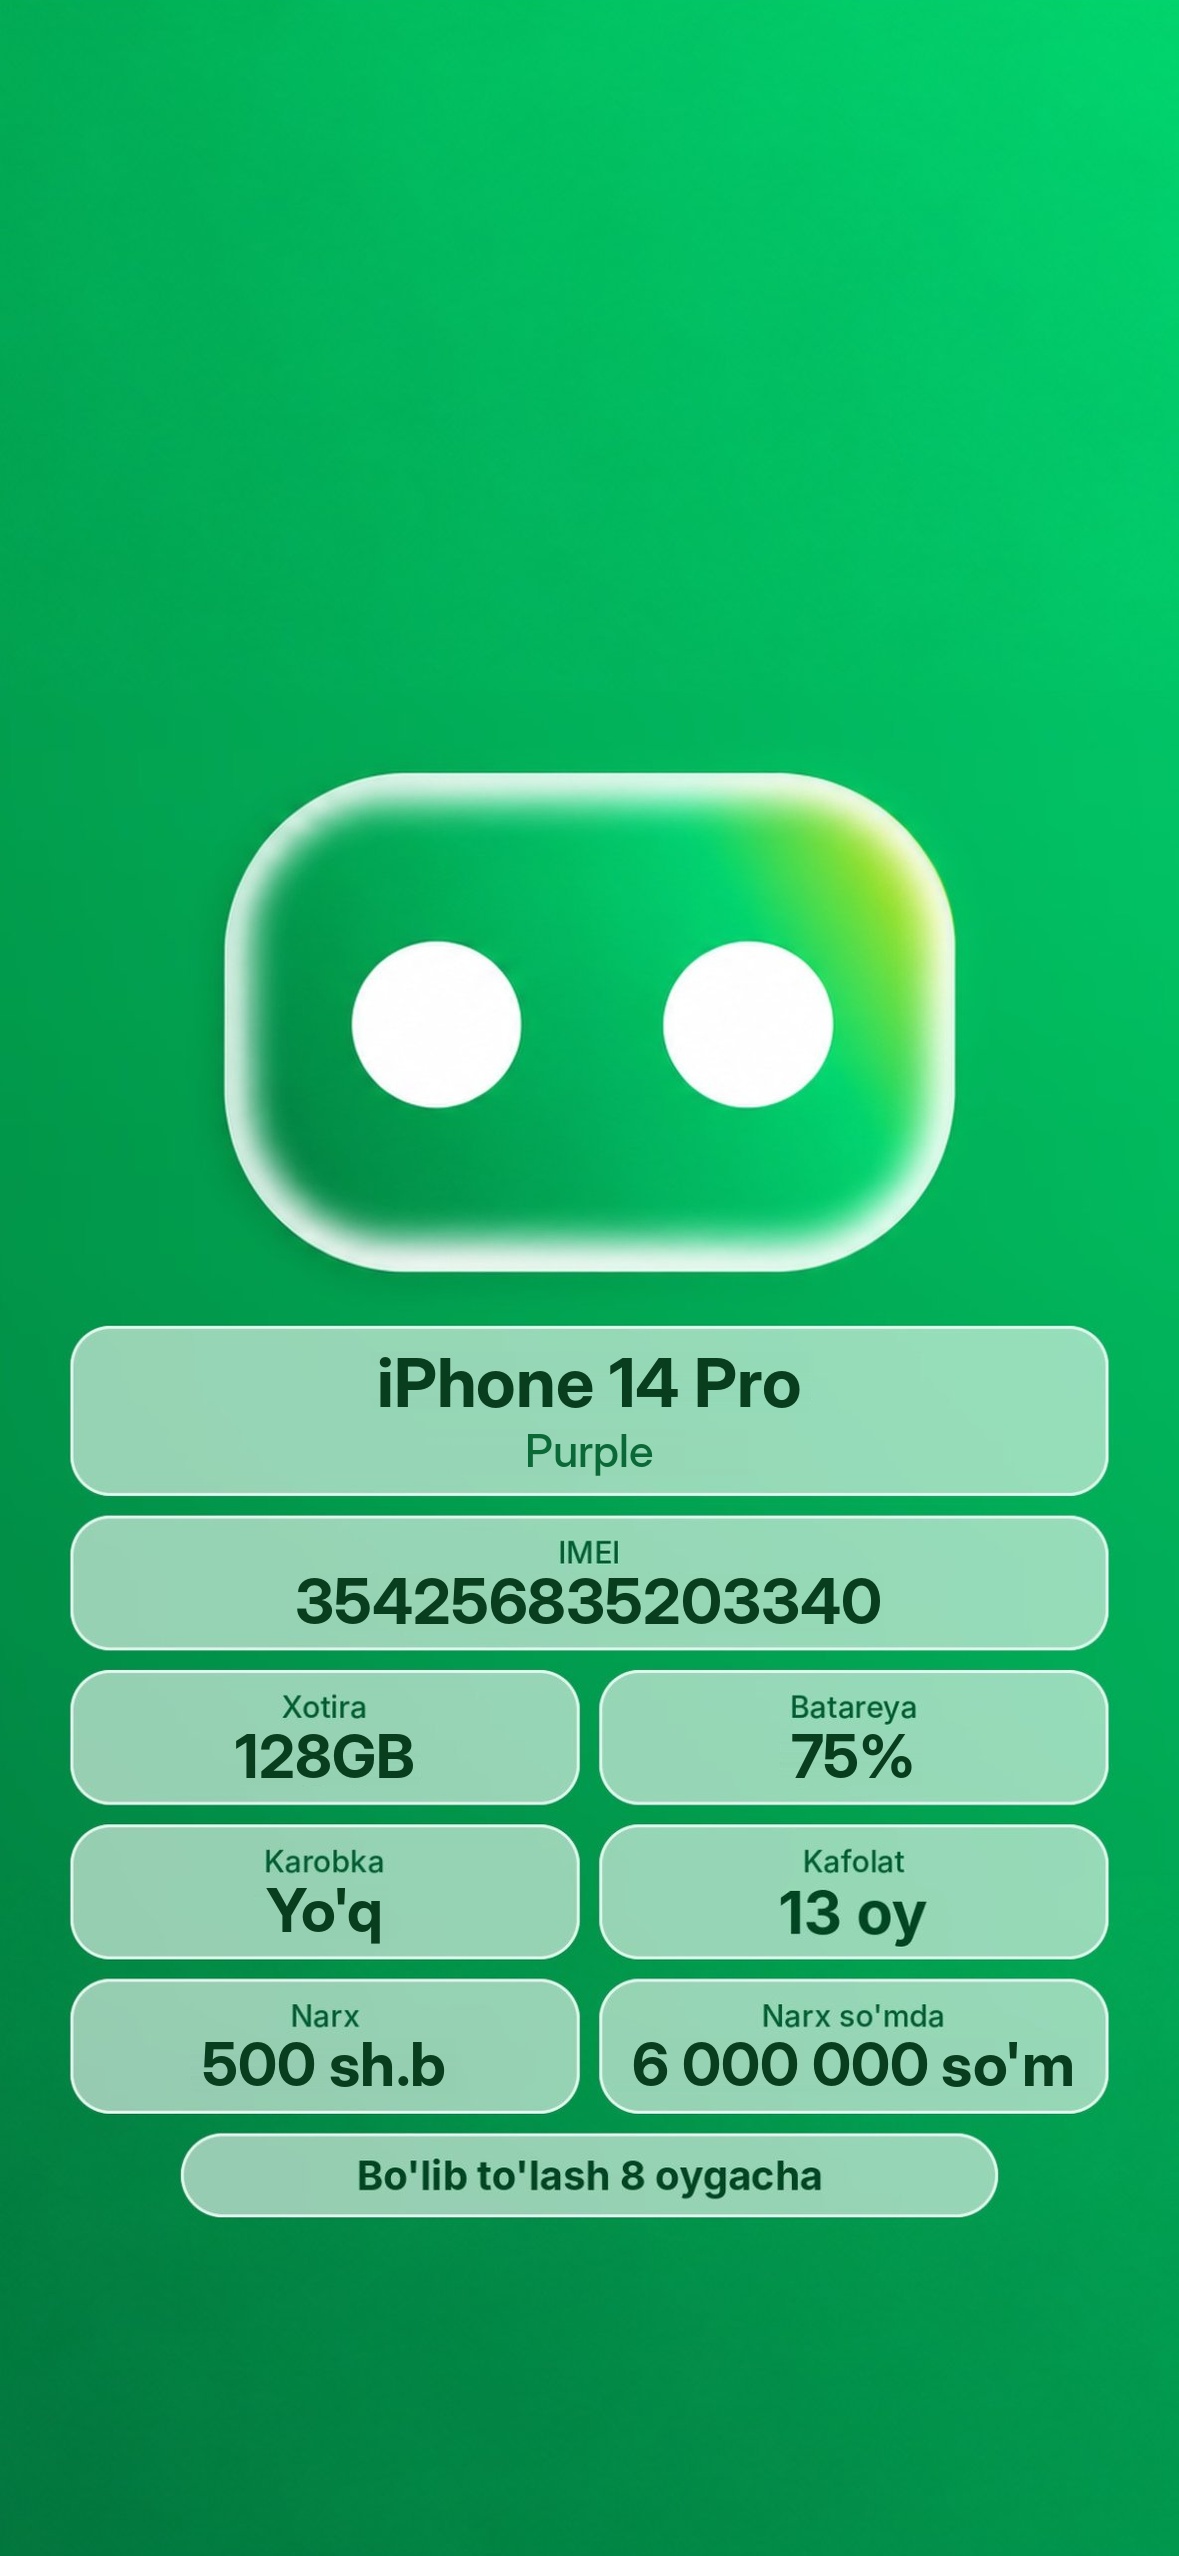 iPhone 14 Pro
Purple
IMEI
354256835203340
Xotira
128GB
Batareya
75%
Karobka
Yo'q
Kafolat
13 oy
Narx
500 sh.b
Narx so'mda
6 000 000 so'm
Bo'lib to'lash 8 oygacha